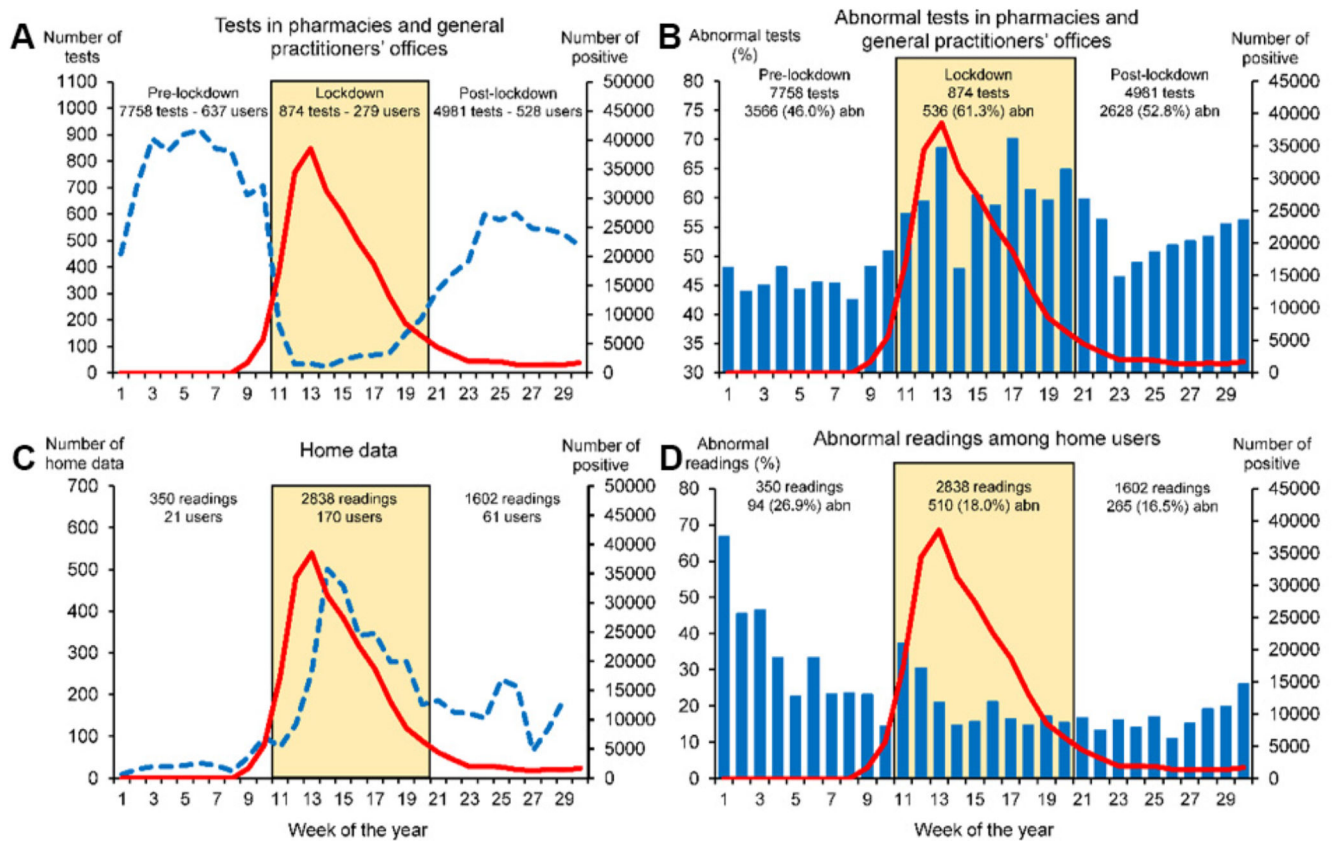 A
Number of
tests
Tests in pharmacies and general
practitioners' offices
Number of
positive
1100
1000
900
800
700
600
500
400
300
200
100
0
Pre-lockdown
7758 tests - 637 users
Lockdown
874 tests - 279 users
Post-lockdown
4981 tests - 528 users
50000
45000
40000
35000
30000
25000
20000
15000
10000
5000
0
1 3 5 7 9 11 13 15 17 19 21 23 25 27 29
B
Abnormal tests
(%)
Abnormal tests in pharmacies and
general practitioners' offices
Number of
positive
80
75
70
65
60
55
50
45
40
35
30
Pre-lockdown
7758 tests
3566 (46.0%) abn
Lockdown
874 tests
536 (61.3%) abn
Post-lockdown
4981 tests
2628 (52.8%) abn
45000
40000
35000
30000
25000
20000
15000
10000
5000
0
1 3 5 7 9 11 13 15 17 19 21 23 25 27 29
C
Number of
home data
Home data
Number of
positive
700
600
500
400
300
200
100
0
350 readings
21 users
2838 readings
170 users
1602 readings
61 users
50000
45000
40000
35000
30000
25000
20000
15000
10000
5000
0
1 3 5 7 9 11 13 15 17 19 21 23 25 27 29
Week of the year
D
Abnormal
readings (%)
Abnormal readings among home users
Number of
positive
80
70
60
50
40
30
20
10
0
350 readings
94 (26.9%) abn
2838 readings
510 (18.0%) abn
1602 readings
265 (16.5%) abn
45000
40000
35000
30000
25000
20000
15000
10000
5000
0
1 3 5 7 9 11 13 15 17 19 21 23 25 27 29
Week of the year